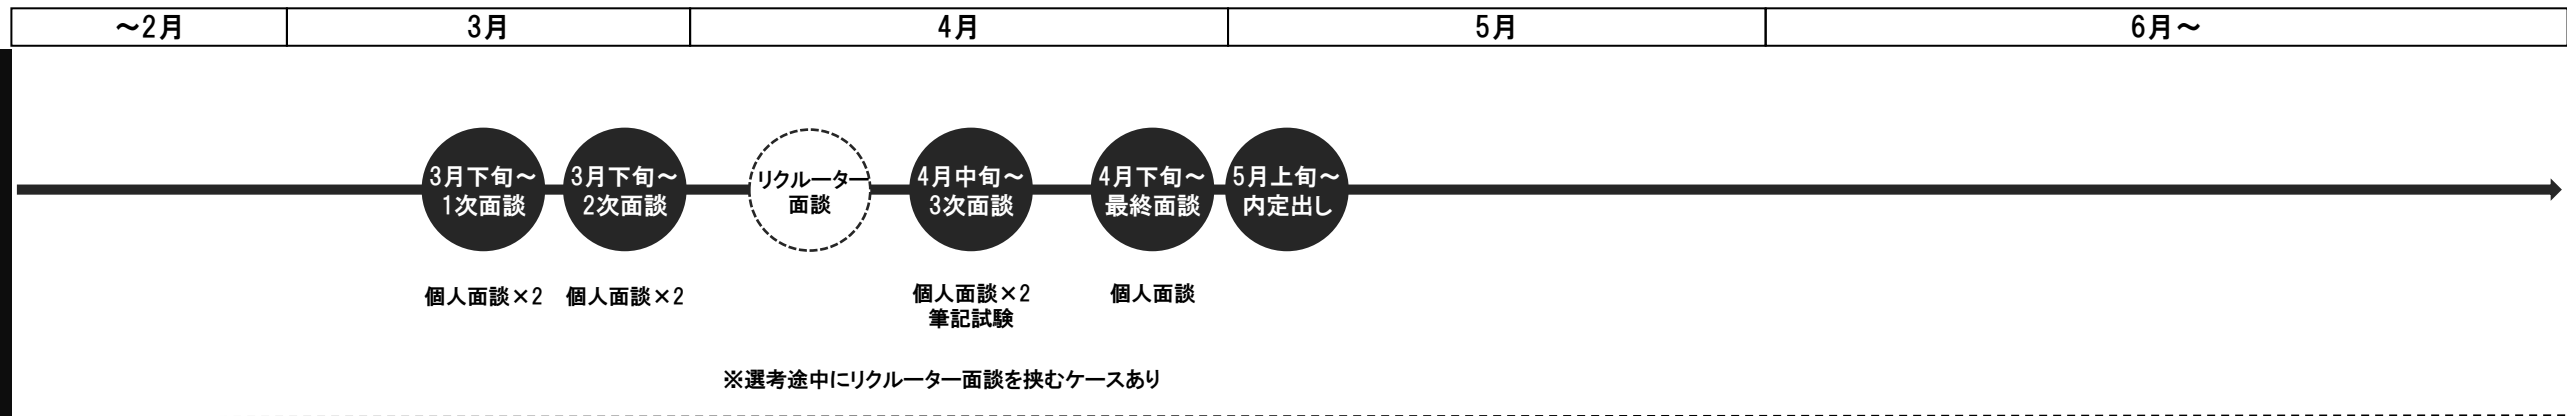 ～2月
3月
4月
5月
6月～
3月下旬～
1次面談
3月下旬～
2次面談
リクルーター
面談
4月中旬～
3次面談
4月下旬～
最終面談
5月上旬～
内定出し
個人面談×2
個人面談×2
個人面談×2
筆記試験
個人面談
※選考途中にリクルーター面談を挟むケースあり